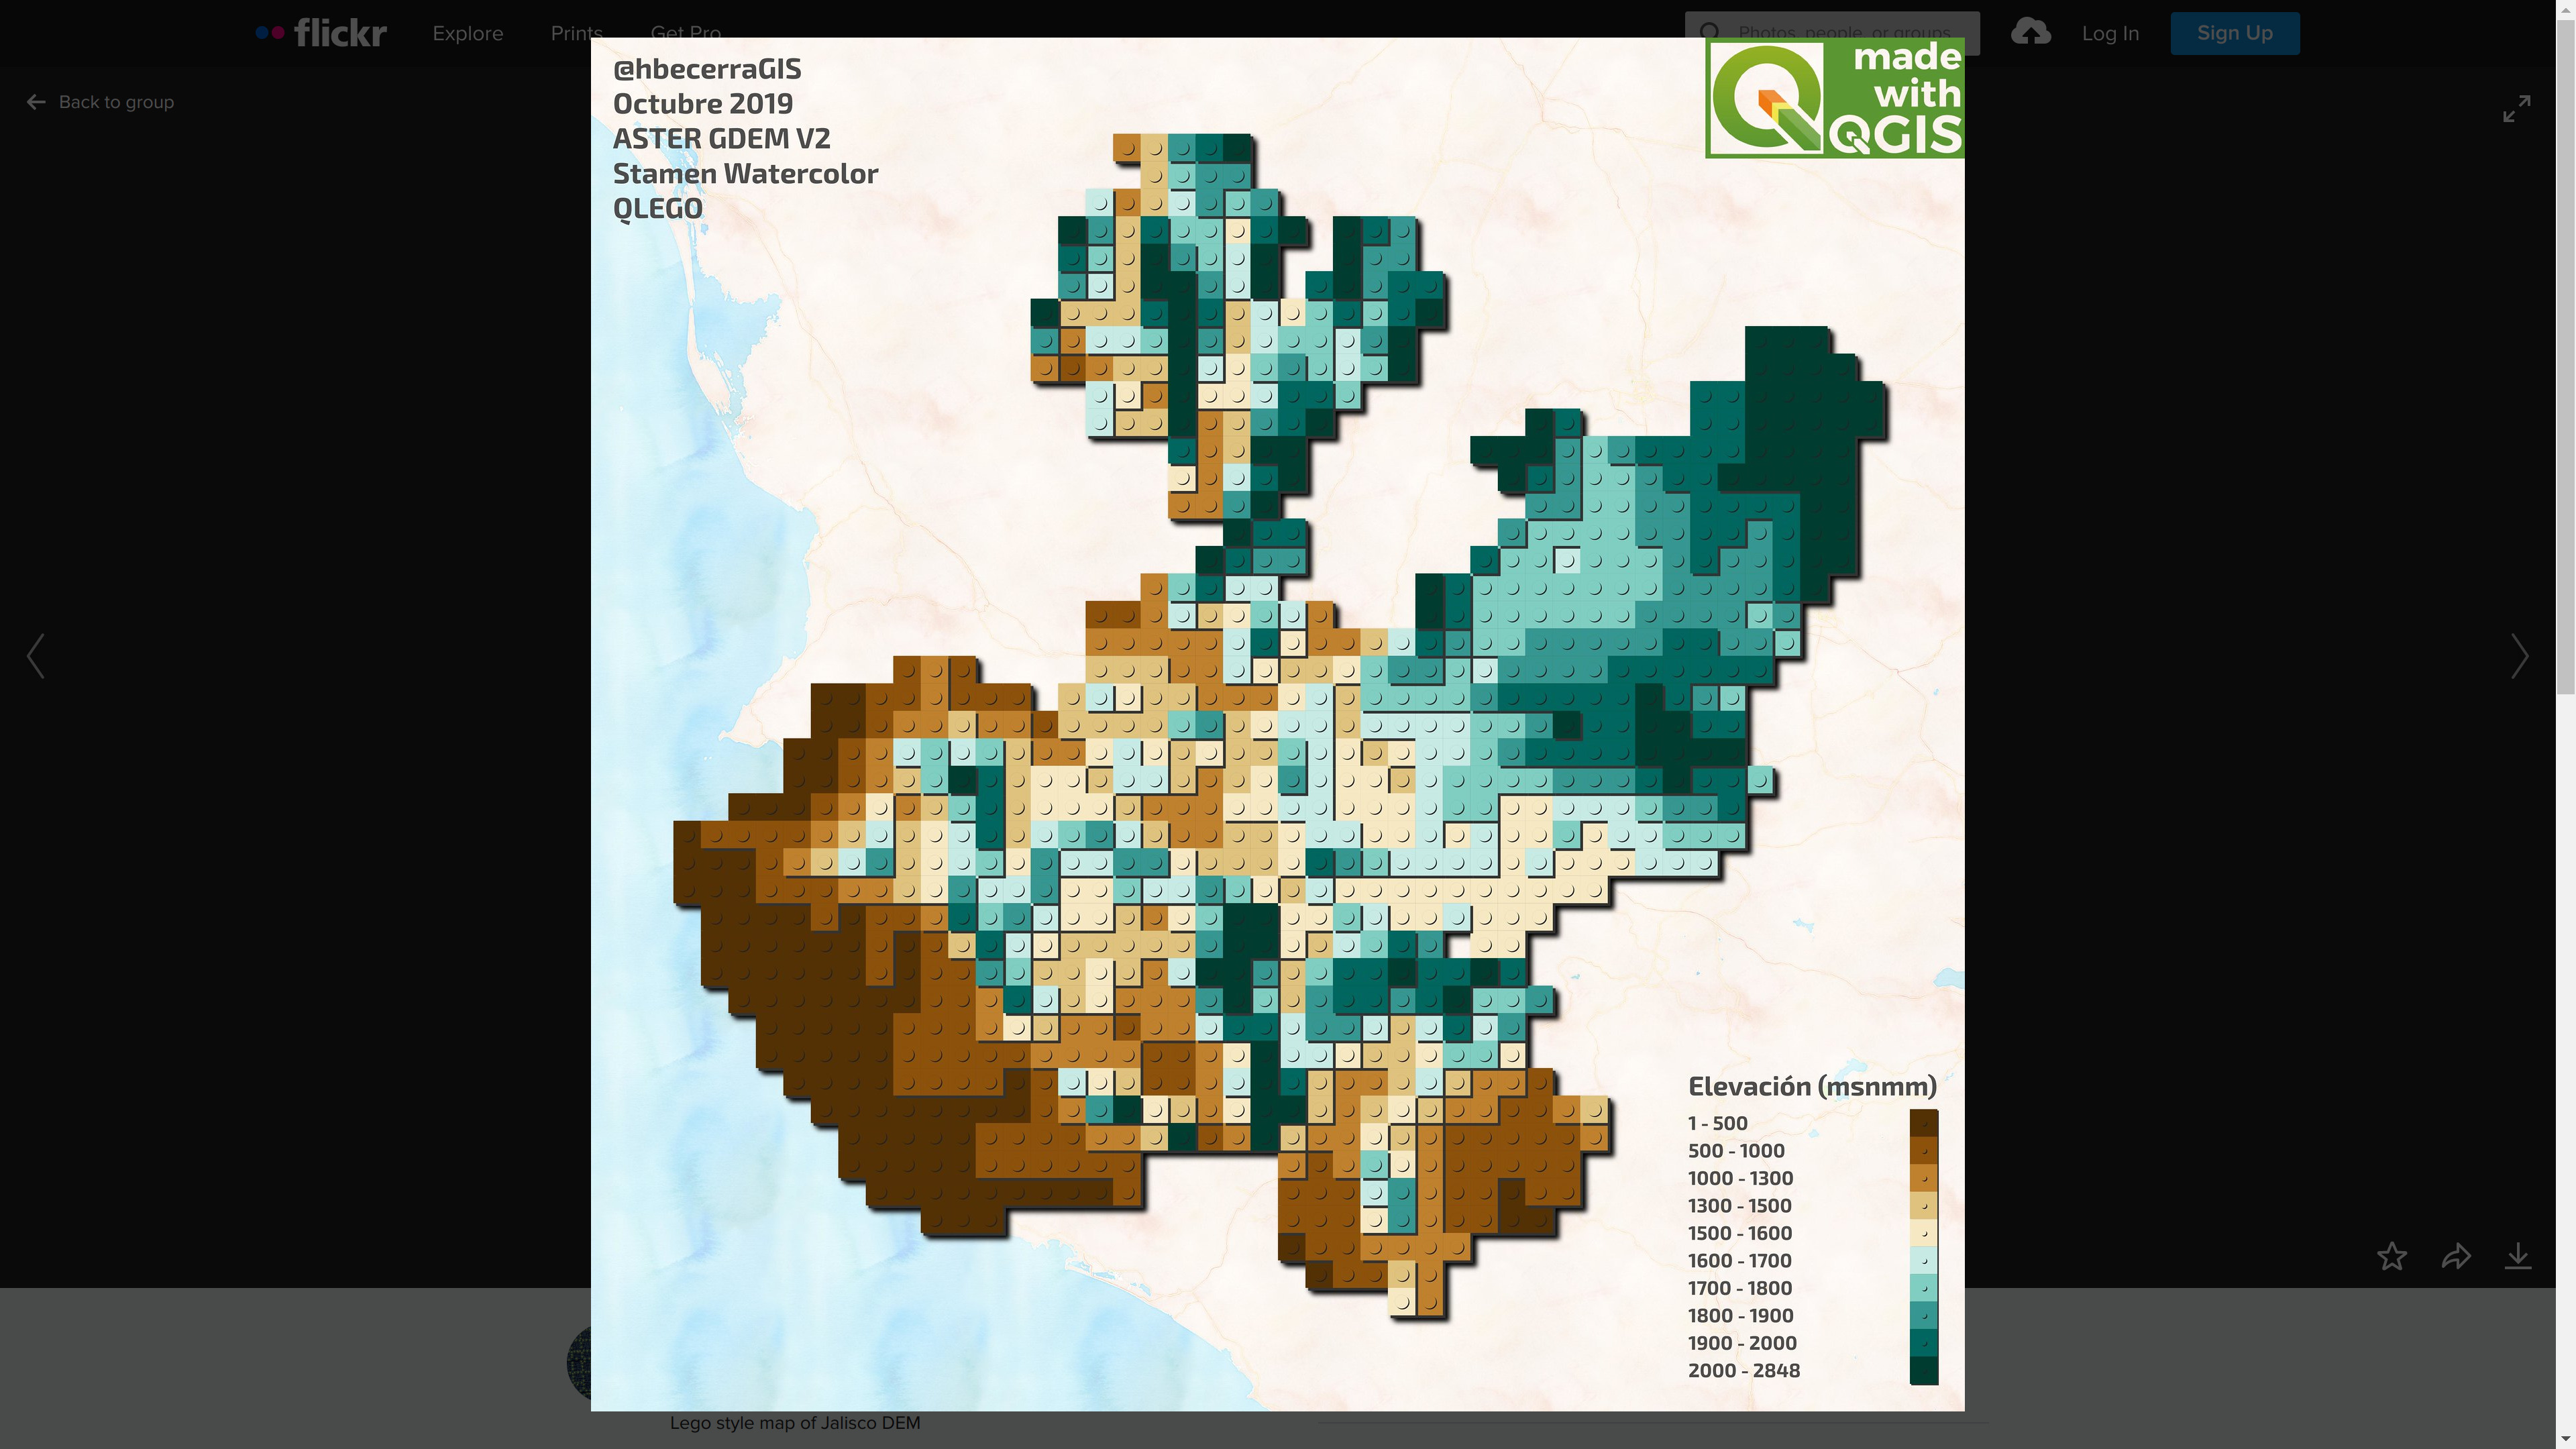 flickr
Explore
Prints
Get Pro
Photos, people, or groups
Log In
Sign Up
Back to group
@hbecerraGIS
Octubre 2019
ASTER GDEM V2
Stamen Watercolor
QLEGO
made
with
QGIS
Elevación (msnmm)
1 - 500
500 - 1000
1000 - 1300
1300 - 1500
1500 - 1600
1600 - 1700
1700 - 1800
1800 - 1900
1900 - 2000
2000 - 2848
Lego style map of Jalisco DEM